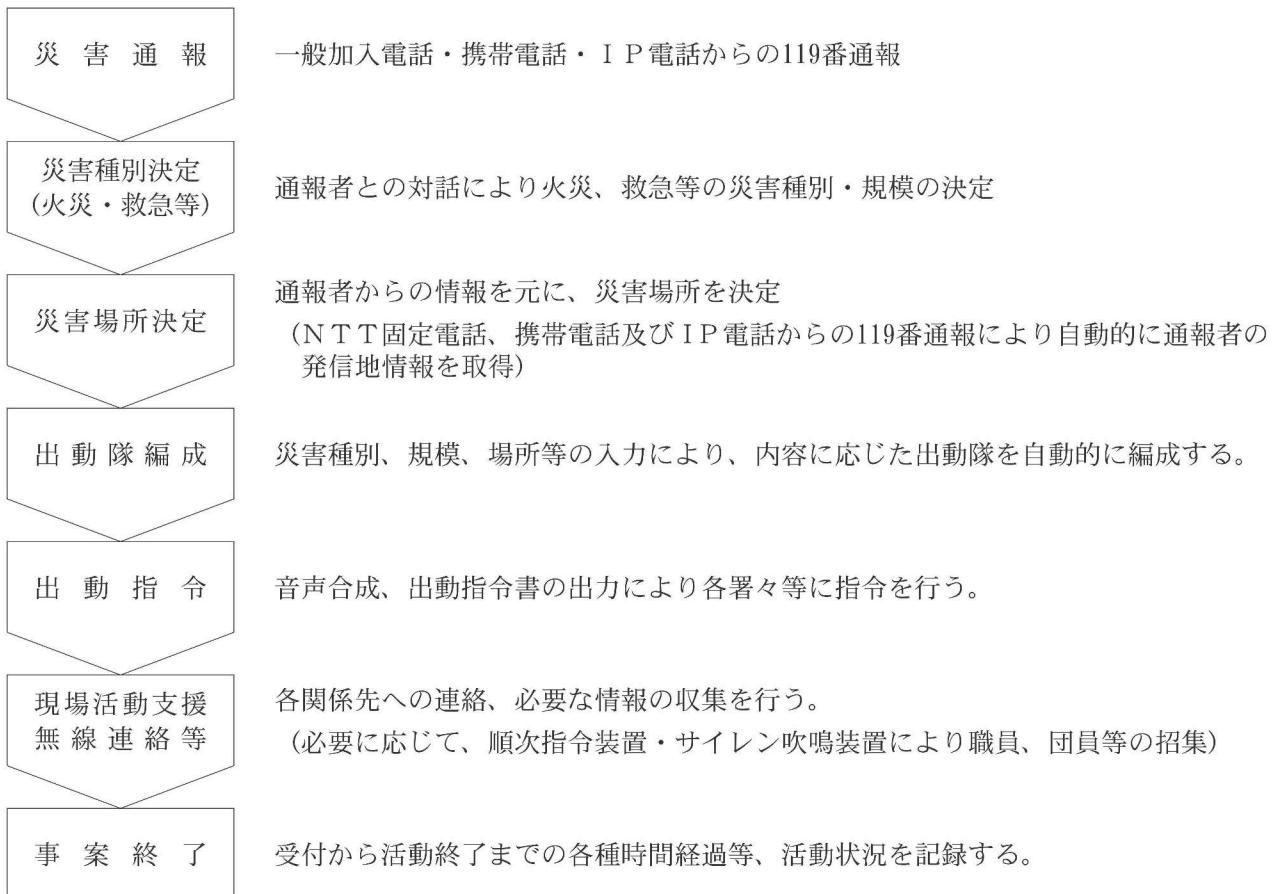 災害通報
一般加入電話・携帯電話・ＩＰ電話からの119番通報
災害種別決定
(火災・救急等)
通報者との対話により火災、救急等の災害種別・規模の決定
災害場所決定
通報者からの情報を元に、災害場所を決定
(ＮＴＴ固定電話、携帯電話及びＩＰ電話からの119番通報により自動的に通報者の
発信地情報を取得)
出動隊編成
災害種別、規模、場所等の入力により、内容に応じた出動隊を自動的に編成する。
出動指令
音声合成、出動指令書の出力により各署々等に指令を行う。
現場活動支援
無線連絡等
各関係先への連絡、必要な情報の収集を行う。
(必要に応じて、順次指令装置・サイレン吹鳴装置により職員、団員等の招集)
事案終了
受付から活動終了までの各種時間経過等、活動状況を記録する。